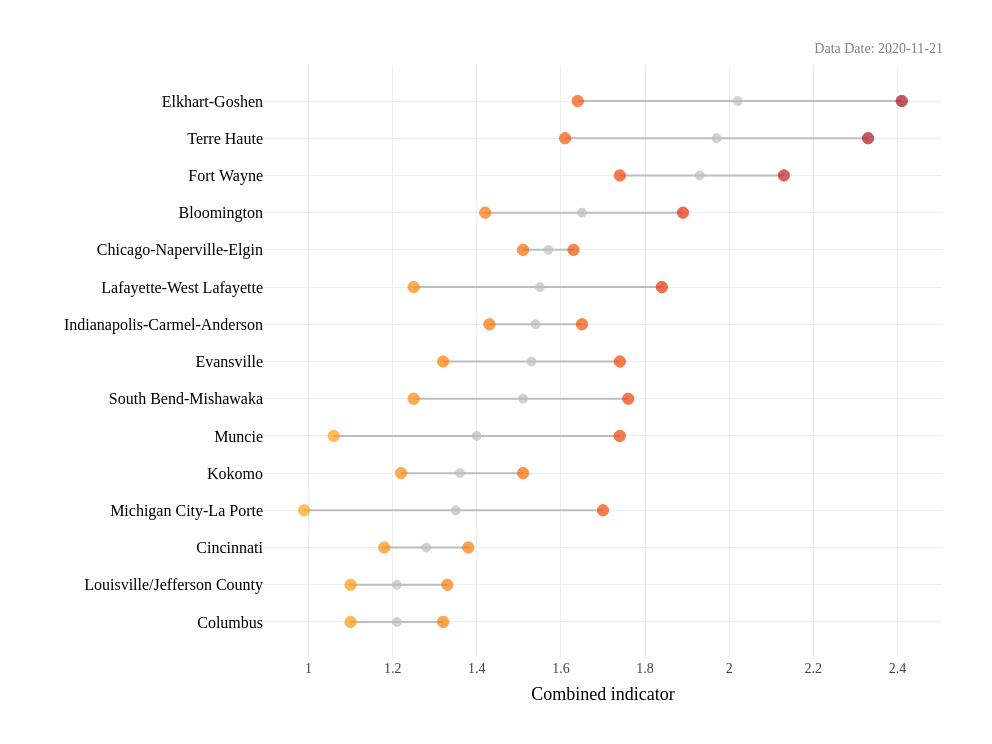 Data Date: 2020-11-21
Elkhart-Goshen
Terre Haute
Fort Wayne
Bloomington
Chicago-Naperville-Elgin
Lafayette-West Lafayette
Indianapolis-Carmel-Anderson
Evansville
South Bend-Mishawaka
Muncie
Kokomo
Michigan City-La Porte
Cincinnati
Louisville/Jefferson County
Columbus
1 1.2 1.4 1.6 1.8 2 2.2 2.4
Combined indicator